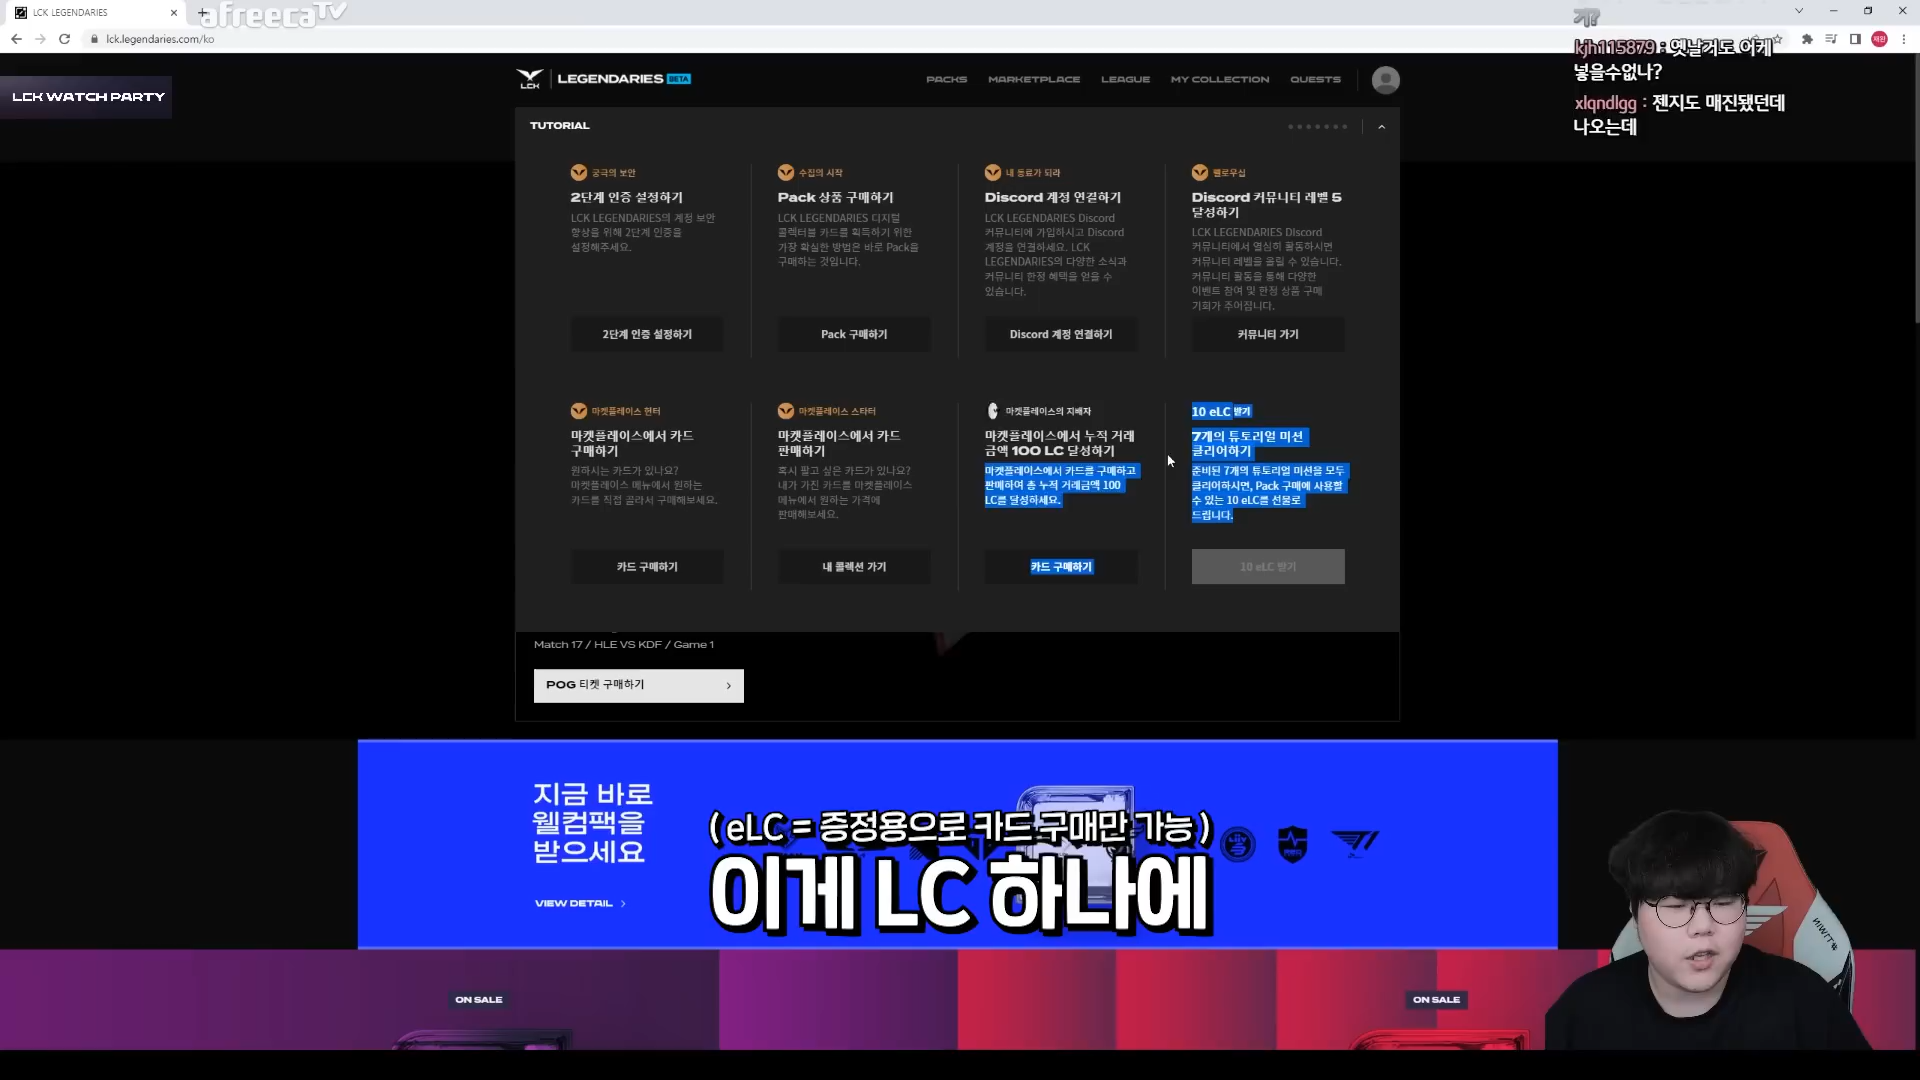 LCK LEGENDARIES
afreecaTV
lck.legendaries.com/ko
kjh115879 : 옛날거도 이케
넣을수없나?
xlqndlgg : 젠지도 매진됐던데
나오는데
LCK WATCH PARTY
LCK LEGENDARIES BETA
PACKS MARKETPLACE LEAGUE MY COLLECTION QUESTS
TUTORIAL
궁극의 보안
2단계 인증 설정하기
LCK LEGENDARIES의 계정 보안
향상을 위해 2단계 인증을
설정해주세요.
2단계 인증 설정하기
수집의 시작
Pack 상품 구매하기
LCK LEGENDARIES 디지털
콜렉터블 카드를 획득하기 위한
가장 확실한 방법은 바로 Pack을
구매하는 것입니다.
Pack 구매하기
내 동료가 되라
Discord 계정 연결하기
LCK LEGENDARIES Discord
커뮤니티에 가입하시고 Discord
계정을 연결하세요. LCK
LEGENDARIES의 다양한 소식과
커뮤니티 한정 혜택을 얻을 수
있습니다.
Discord 계정 연결하기
펠로우십
Discord 커뮤니티 레벨 5
달성하기
LCK LEGENDARIES Discord
커뮤니티에서 열심히 활동하시면
커뮤니티 레벨을 올릴 수 있습니다.
커뮤니티 활동을 통해 다양한
이벤트 참여 및 한정 상품 구매
기회가 주어집니다.
커뮤니티 가기
마켓플레이스 헌터
마켓플레이스에서 카드
구매하기
원하시는 카드가 있나요?
마켓플레이스 메뉴에서 원하는
카드를 직접 골라서 구매해보세요.
카드 구매하기
마켓플레이스 스타터
마켓플레이스에서 카드
판매하기
혹시 팔고 싶은 카드가 있나요?
내가 가진 카드를 마켓플레이스
메뉴에서 원하는 가격에
판매해보세요.
내 콜렉션 가기
마켓플레이스의 지배자
마켓플레이스에서 누적 거래
금액 100 LC 달성하기
마켓플레이스에서 카드를 구매하고
판매하여 총 누적 거래금액 100
LC를 달성하세요.
카드 구매하기
10 eLC 받기
7개의 튜토리얼 미션
클리어하기
준비된 7개의 튜토리얼 미션을 모두
클리어하시면, Pack 구매에 사용할
수 있는 10 eLC를 선물로
드립니다.
10 eLC 받기
Match 17 / HLE VS KDF / Game 1
POG 티켓 구매하기
지금 바로
웰컴팩을
받으세요
VIEW DETAIL
( eLC = 증정용으로 카드 구매만 가능 )
이게 LC 하나에
ON SALE
ON SALE